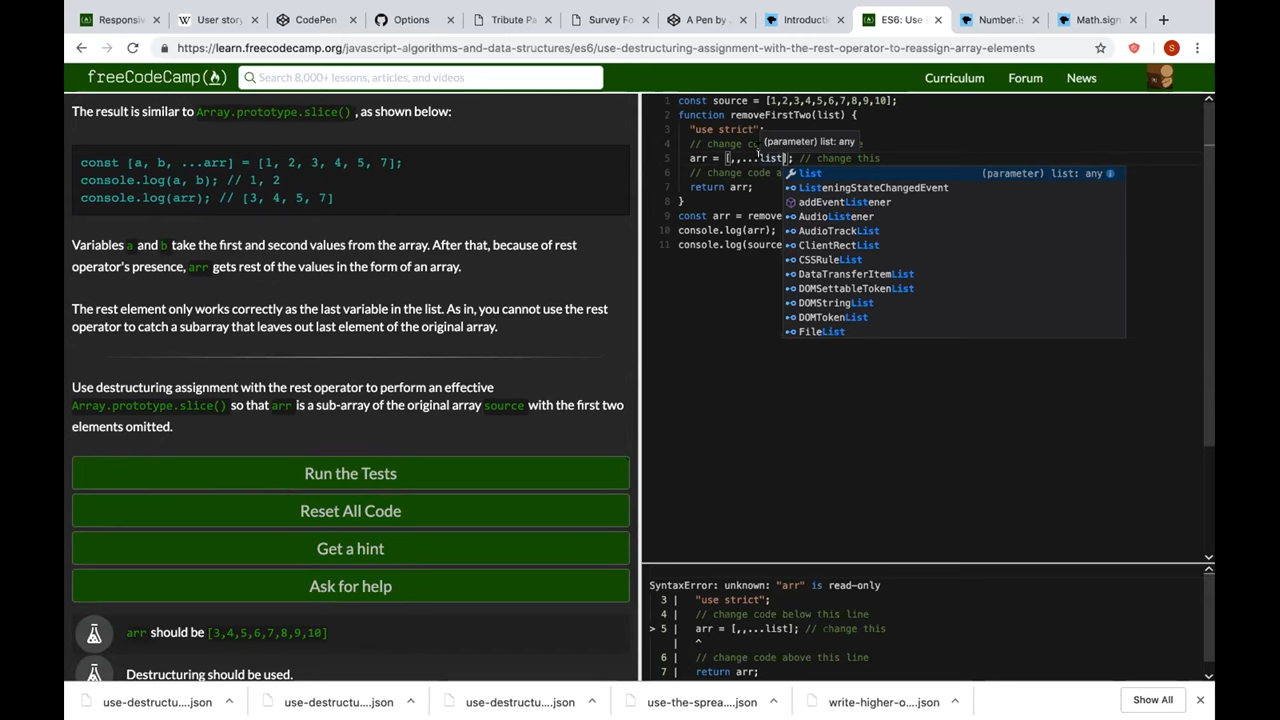 Responsiv
User story
CodePen
Options
Tribute Pa
Survey Fo
A Pen by
Introducti
ES6: Use
Number.is
Math.sign
https://learn.freecodecamp.org/javascript-algorithms-and-data-structures/es6/use-destructuring-assignment-with-the-rest-operator-to-reassign-array-elements
S
freeCodeCamp
Search 8,000+ lessons, articles, and videos
Curriculum
Forum
News
The result is similar to Array.prototype.slice() , as shown below:
const [a, b, ...arr] = [1, 2, 3, 4, 5, 7];
console.log(a, b); // 1, 2
console.log(arr); // [3, 4, 5, 7]
Variables a and b take the first and second values from the array. After that, because of rest
operator's presence, arr gets rest of the values in the form of an array.
The rest element only works correctly as the last variable in the list. As in, you cannot use the rest
operator to catch a subarray that leaves out last element of the original array.
Use destructuring assignment with the rest operator to perform an effective
Array.prototype.slice() so that arr is a sub-array of the original array source with the first two
elements omitted.
Run the Tests
Reset All Code
Get a hint
Ask for help
arr should be [3,4,5,6,7,8,9,10]
Destructuring should be used.
1 const source = [1,2,3,4,5,6,7,8,9,10];
2 function removeFirstTwo(list) {
3 "use strict";
(parameter) list: any
4 // change co e
5 arr = [,,...list]; // change this
6 // change code a
7 return arr;
8 }
9 const arr = remove
10 console.log(arr);
11 console.log(source
list (parameter) list: any
ListeningStateChangedEvent
addEventListener
AudioListener
AudioTrackList
ClientRectList
CSSRuleList
DataTransferItemList
DOMSettableTokenList
DOMStringList
DOMTokenList
FileList
SyntaxError: unknown: "arr" is read-only
3 | "use strict";
4 | // change code below this line
> 5 | arr = [,,...list]; // change this
| ^
6 | // change code above this line
7 | return arr;
use-destructu....json
use-destructu....json
use-destructu....json
use-the-sprea....json
write-higher-o....json
Show All